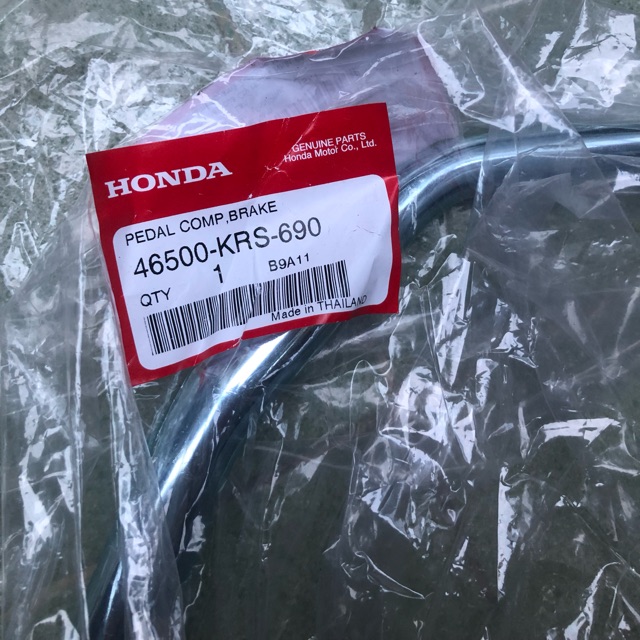 HONDA
GENUINE PARTS
Honda Motor Co., Ltd.
PEDAL COMP,BRAKE
46500-KRS-690
QTY 1 B9A11
Made in THAILAND